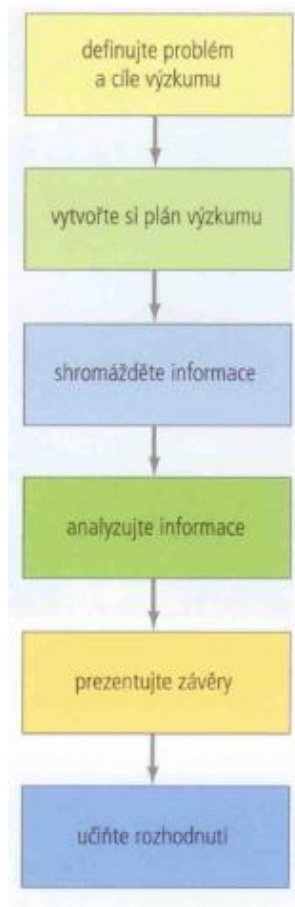 definujte problém
a cíle výzkumu
vytvořte si plán výzkumu
shromážděte informace
analyzujte informace
prezentujte závěry
učiňte rozhodnutí